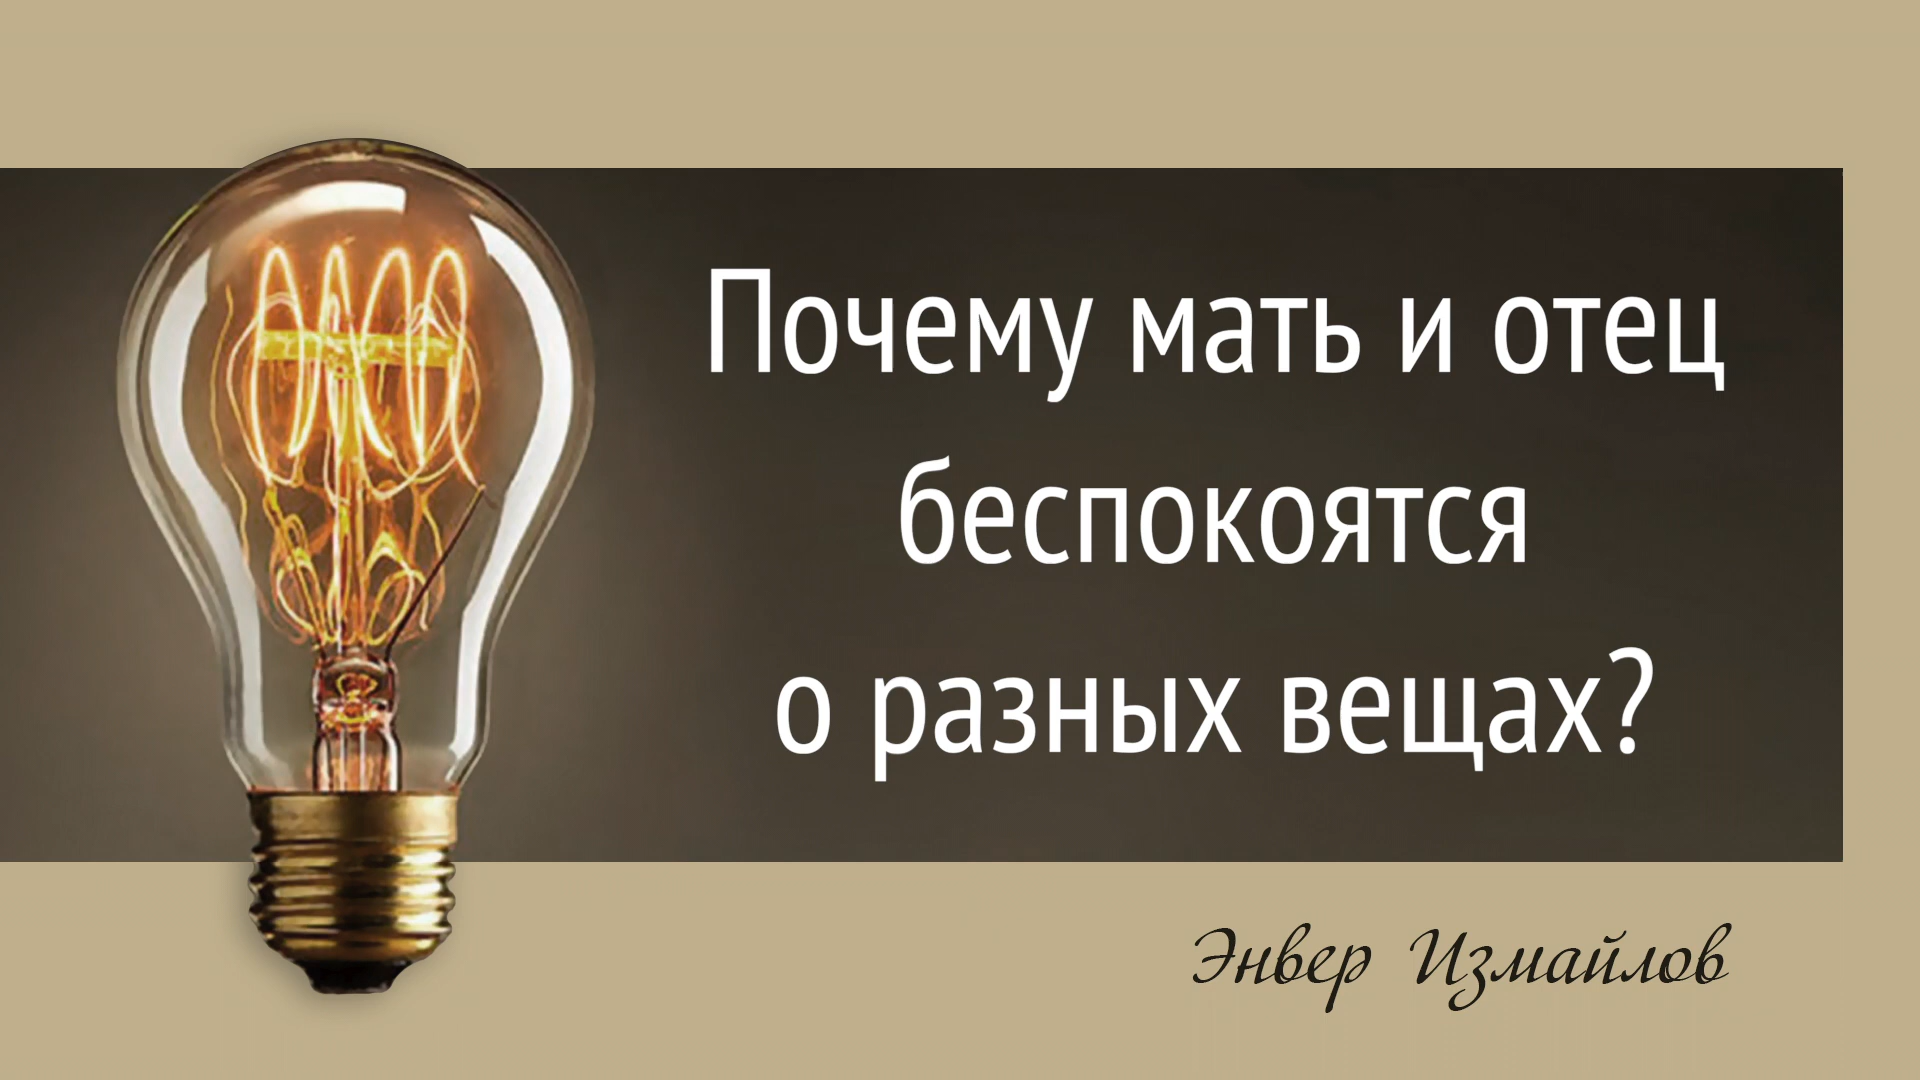 Почему мать и отец
беспокоятся
о разных вещах?
Энвер Измайлов